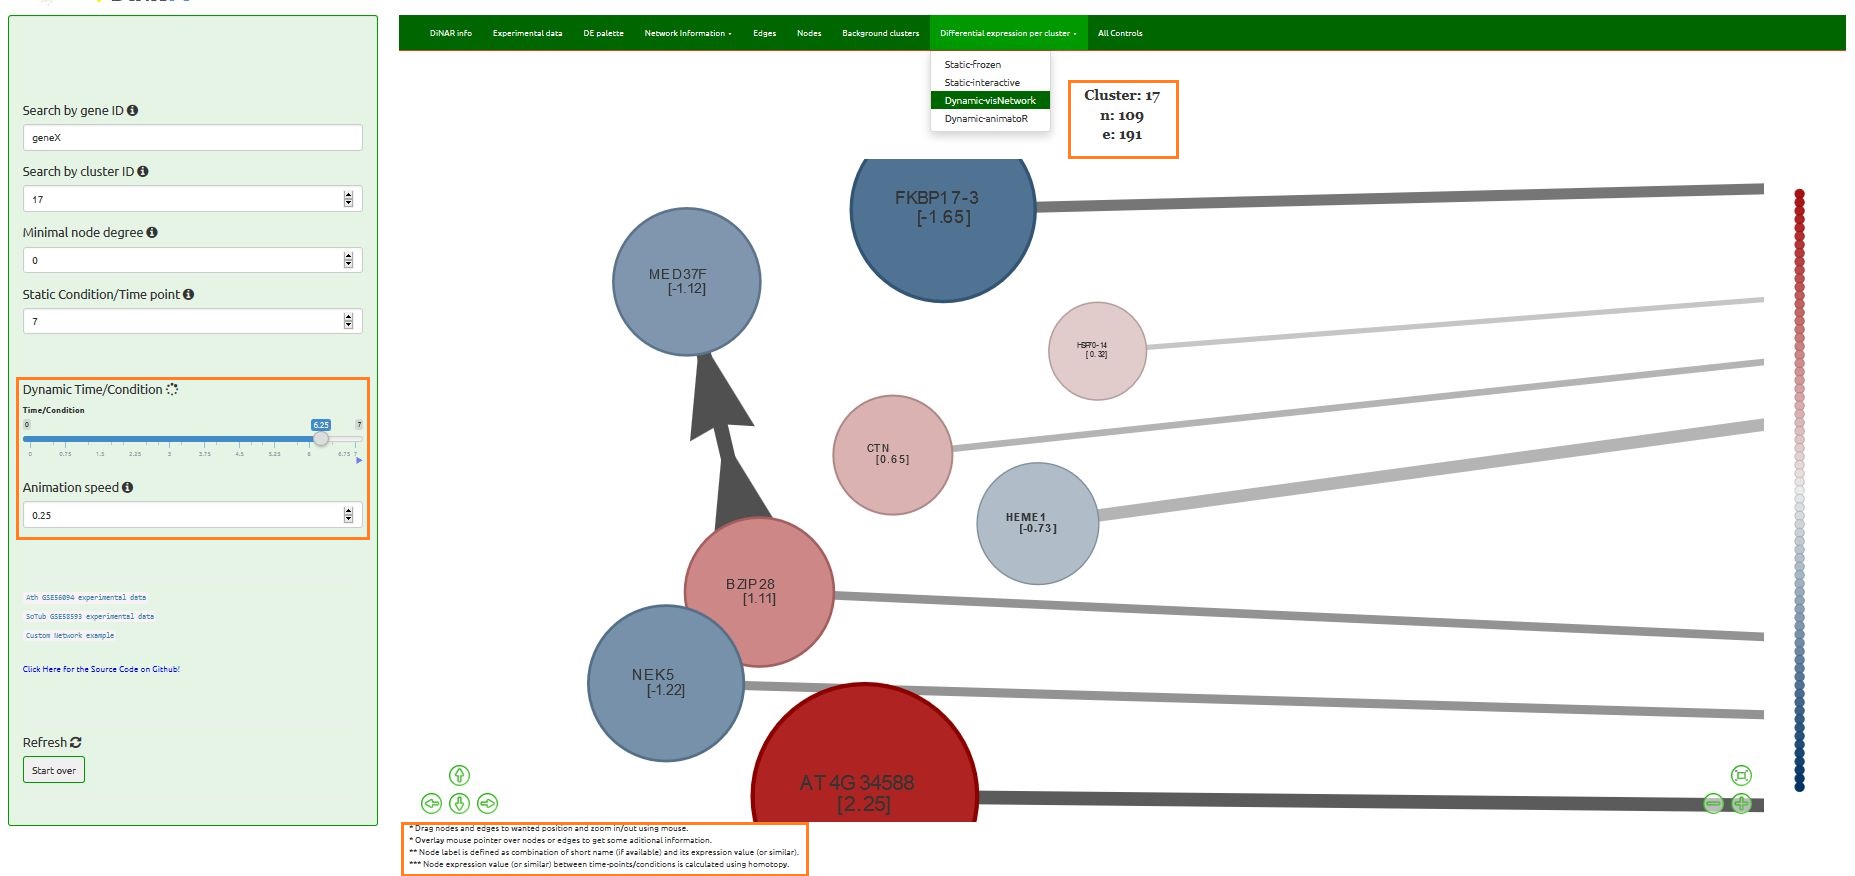 DiNAR info Experimental data DE palette Network Information Edges Nodes Background clusters Differential expression per cluster All Controls
Static-frozen
Static-interactive
Dynamic-visNetwork
Dynamic-animatoR
Cluster: 17
n: 109
e: 191
Search by gene ID
geneX
Search by cluster ID
17
Minimal node degree
0
Static Condition/Time point
7
Dynamic Time/Condition
Time/Condition
0 6.25 7
0 0.75 1.5 2.25 3 3.75 4.5 5.25 6 6.75 7
Animation speed
0.25
Ath GSE56094 experimental data
SoTub GSE58593 experimental data
Custom Network example
Click Here for the Source Code on Github!
Refresh
Start over
FKBP17-3
[-1.65]
MED37F
[-1.12]
HSP70-14
[0.32]
CTN
[0.65]
HEME1
[-0.73]
BZIP28
[1.11]
NEK5
[-1.22]
AT4G34588
[2.25]
* Drag nodes and edges to wanted position and zoom in/out using mouse.
* Overlay mouse pointer over nodes or edges to get some aditional information.
** Node label is defined as combination of short name (if available) and its expression value (or similar).
*** Node expression value (or similar) between time-points/conditions is calculated using homotopy.